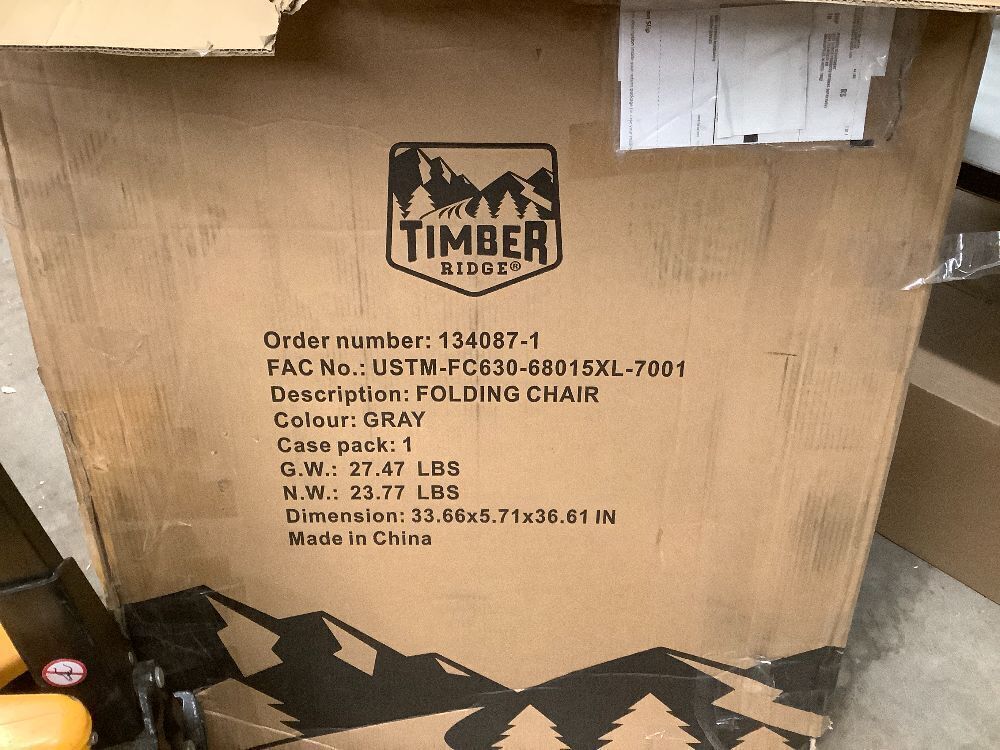 TIMBER
RIDGE®
Order number: 134087-1
FAC No.: USTM-FC630-68015XL-7001
Description: FOLDING CHAIR
Colour: GRAY
Case pack: 1
G.W.: 27.47 LBS
N.W.: 23.77 LBS
Dimension: 33.66x5.71x36.61 IN
Made in China